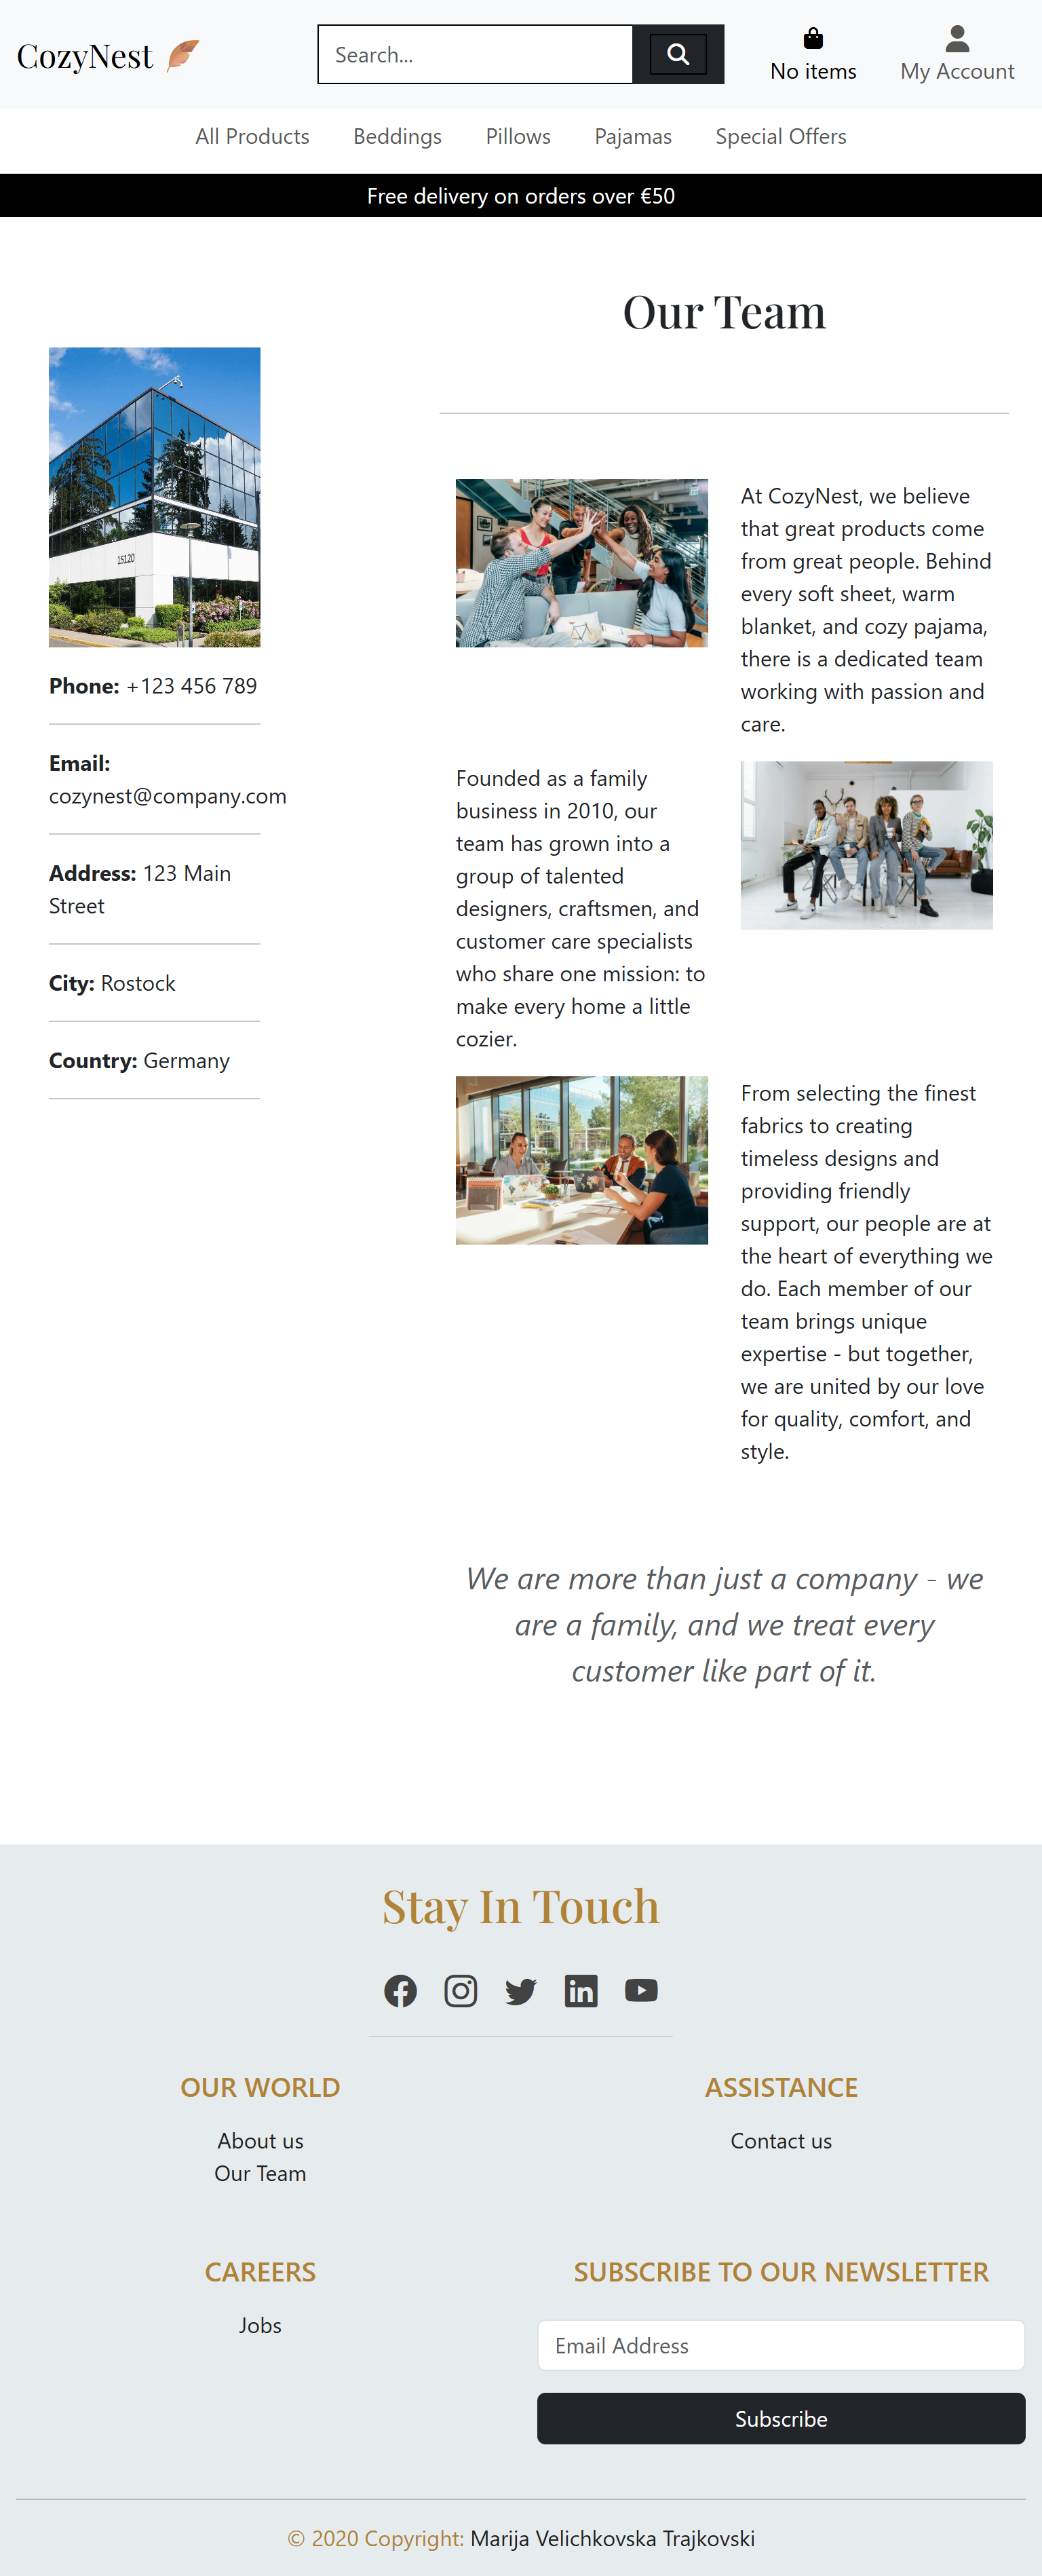 CozyNest
Search...
No items
My Account
All Products
Beddings
Pillows
Pajamas
Special Offers
Free delivery on orders over €50
Our Team
15120
Phone: +123 456 789
Email:
cozynest@company.com
Address: 123 Main
Street
City: Rostock
Country: Germany
At CozyNest, we believe
that great products come
from great people. Behind
every soft sheet, warm
blanket, and cozy pajama,
there is a dedicated team
working with passion and
care.
Founded as a family
business in 2010, our
team has grown into a
group of talented
designers, craftsmen, and
customer care specialists
who share one mission: to
make every home a little
cozier.
From selecting the finest
fabrics to creating
timeless designs and
providing friendly
support, our people are at
the heart of everything we
do. Each member of our
team brings unique
expertise - but together,
we are united by our love
for quality, comfort, and
style.
We are more than just a company - we
are a family, and we treat every
customer like part of it.
Stay In Touch
OUR WORLD
About us
Our Team
ASSISTANCE
Contact us
CAREERS
Jobs
SUBSCRIBE TO OUR NEWSLETTER
Email Address
Subscribe
© 2020 Copyright: Marija Velichkovska Trajkovski